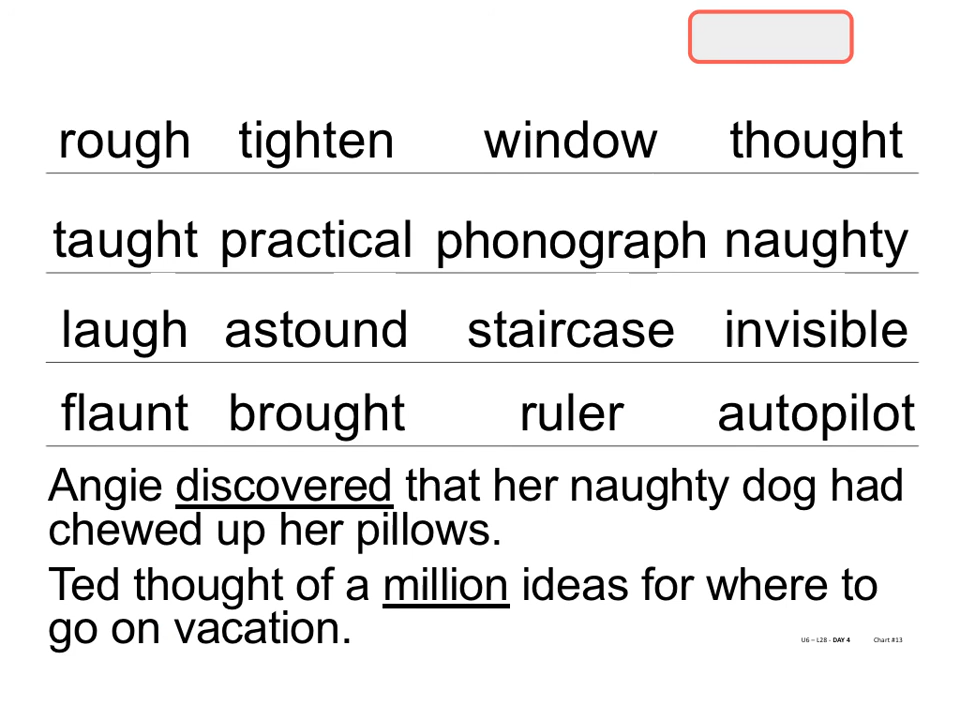 rough tighten window thought
taught practical phonograph naughty
laugh astound staircase invisible
flaunt brought ruler autopilot
Angie discovered that her naughty dog had
chewed up her pillows.
Ted thought of a million ideas for where to
go on vacation.
U6 – L28 - DAY 4 Chart #13